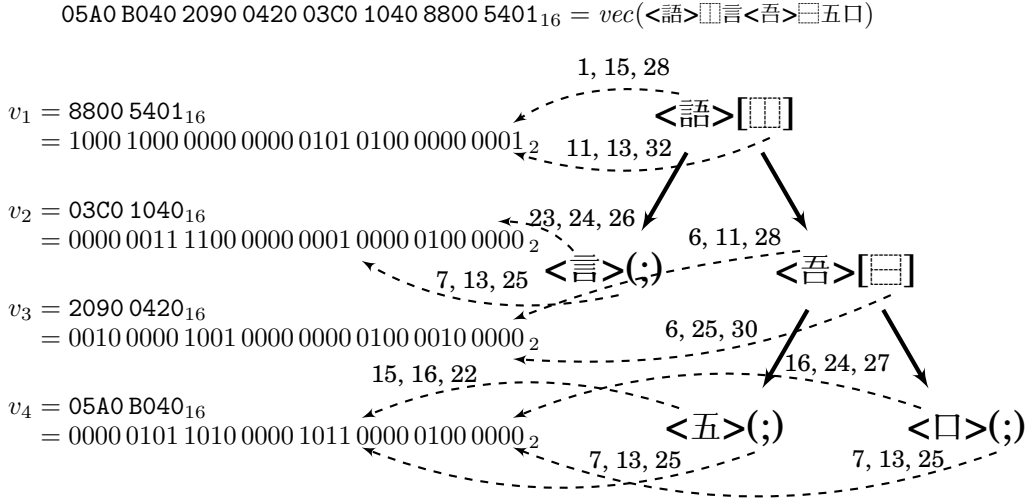 05A0 B040 2090 0420 03C0 1040 8800 5401₁₆ = vec(<語>⿰言<吾>⿱五口)
1, 15, 28
v₁ = 8800 5401₁₆
<語>[⿰]
= 1000 1000 0000 0000 0101 0100 0000 0001₂
11, 13, 32
v₂ = 03C0 1040₁₆
23, 24, 26
= 0000 0011 1100 0000 0001 0000 0100 0000₂
6, 11, 28
7, 13, 25
<言>(;)
<吾>[⿱]
v₃ = 2090 0420₁₆
= 0010 0000 1001 0000 0000 0100 0010 0000₂
6, 25, 30
15, 16, 22
16, 24, 27
v₄ = 05A0 B040₁₆
= 0000 0101 1010 0000 1011 0000 0100 0000₂
<五>(;)
<口>(;)
7, 13, 25
7, 13, 25